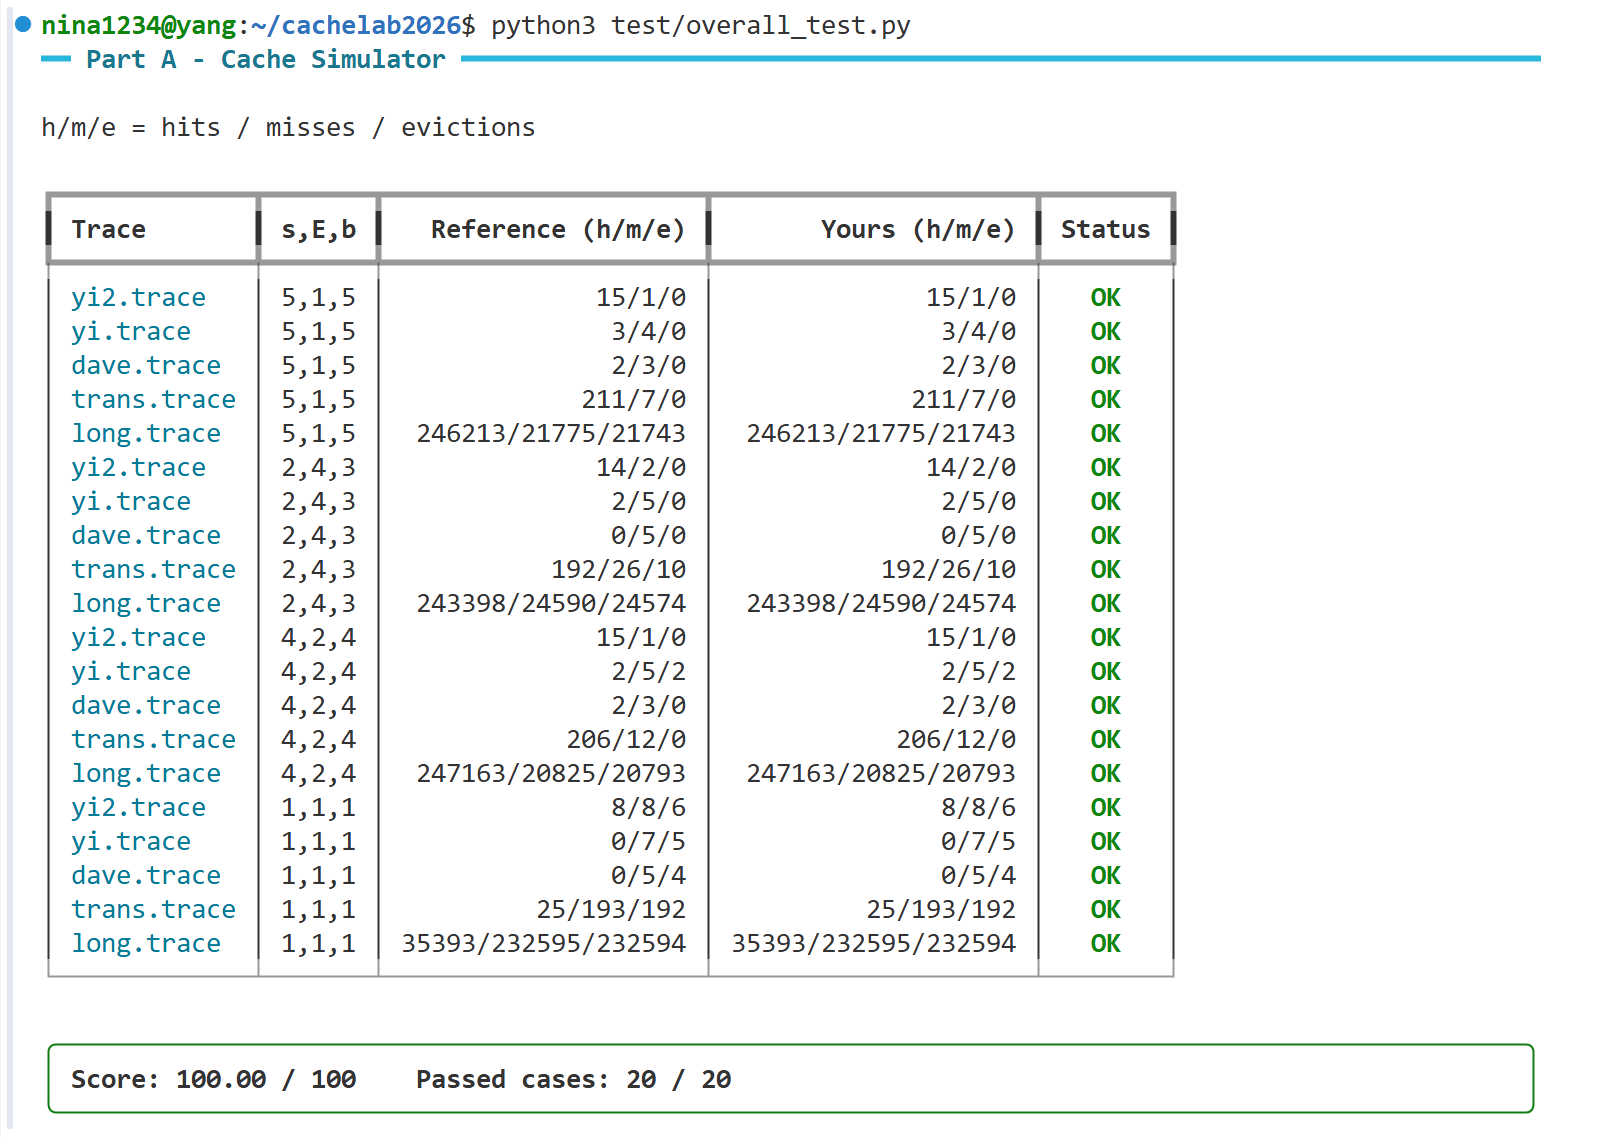 nina1234@yang:~/cachelab2026$ python3 test/overall_test.py
Part A - Cache Simulator
h/m/e = hits / misses / evictions
Trace s,E,b Reference (h/m/e) Yours (h/m/e) Status
yi2.trace 5,1,5 15/1/0 15/1/0 OK
yi.trace 5,1,5 3/4/0 3/4/0 OK
dave.trace 5,1,5 2/3/0 2/3/0 OK
trans.trace 5,1,5 211/7/0 211/7/0 OK
long.trace 5,1,5 246213/21775/21743 246213/21775/21743 OK
yi2.trace 2,4,3 14/2/0 14/2/0 OK
yi.trace 2,4,3 2/5/0 2/5/0 OK
dave.trace 2,4,3 0/5/0 0/5/0 OK
trans.trace 2,4,3 192/26/10 192/26/10 OK
long.trace 2,4,3 243398/24590/24574 243398/24590/24574 OK
yi2.trace 4,2,4 15/1/0 15/1/0 OK
yi.trace 4,2,4 2/5/2 2/5/2 OK
dave.trace 4,2,4 2/3/0 2/3/0 OK
trans.trace 4,2,4 206/12/0 206/12/0 OK
long.trace 4,2,4 247163/20825/20793 247163/20825/20793 OK
yi2.trace 1,1,1 8/8/6 8/8/6 OK
yi.trace 1,1,1 0/7/5 0/7/5 OK
dave.trace 1,1,1 0/5/4 0/5/4 OK
trans.trace 1,1,1 25/193/192 25/193/192 OK
long.trace 1,1,1 35393/232595/232594 35393/232595/232594 OK
Score: 100.00 / 100 Passed cases: 20 / 20